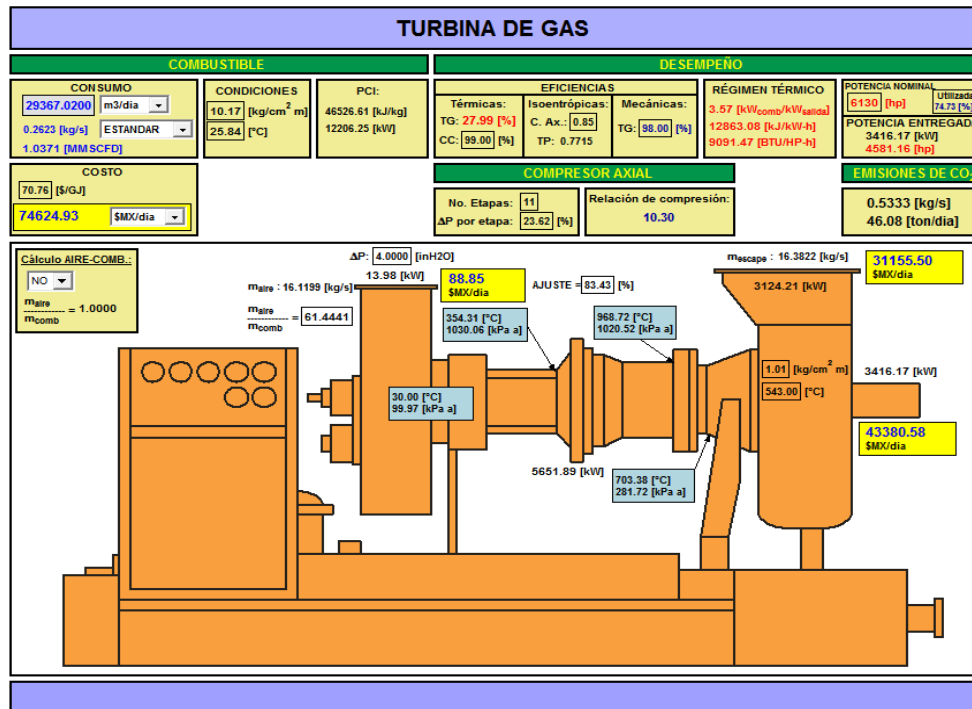 TURBINA DE GAS
COMBUSTIBLE
DESEMPEÑO
CONSUMO
29367.0200 m3/dia
0.2623 [kg/s] ESTANDAR
1.0371 [MMSCFD]
CONDICIONES
10.17 [kg/cm2 m]
25.84 [°C]
PCI:
46526.61 [kJ/kg]
12206.25 [kW]
EFICIENCIAS
Térmicas:
TG: 27.99 [%]
CC: 99.00 [%]
Isoentrópicas:
C. Ax.: 0.85
TP: 0.7715
Mecánicas:
TG: 98.00 [%]
RÉGIMEN TÉRMICO
3.57 [kWcomb/kWsalida]
12863.08 [kJ/kW-h]
9091.47 [BTU/HP-h]
POTENCIA NOMINAL
6130 [hp]
Utilizada
74.73 [%]
POTENCIA ENTREGADA
3416.17 [kW]
4581.16 [hp]
COSTO
70.76 [$/GJ]
74624.93 $MX/dia
COMPRESOR AXIAL
No. Etapas: 11
ΔP por etapa: 23.62 [%]
Relación de compresión:
10.30
EMISIONES DE CO2
0.5333 [kg/s]
46.08 [ton/dia]
Cálculo AIRE-COMB.:
NO
maire
------------ = 1.0000
mcomb
ΔP: 4.0000 [inH2O]
13.98 [kW]
maire : 16.1199 [kg/s]
88.85
$MX/dia
maire
------------ = 61.4441
mcomb
AJUSTE = 83.43 [%]
354.31 [°C]
1030.06 [kPa a]
968.72 [°C]
1020.52 [kPa a]
mescape : 16.3822 [kg/s]
31155.50
$MX/dia
3124.21 [kW]
30.00 [°C]
99.97 [kPa a]
1.01 [kg/cm2 m]
543.00 [°C]
3416.17 [kW]
43380.58
$MX/dia
5651.89 [kW]
703.38 [°C]
281.72 [kPa a]